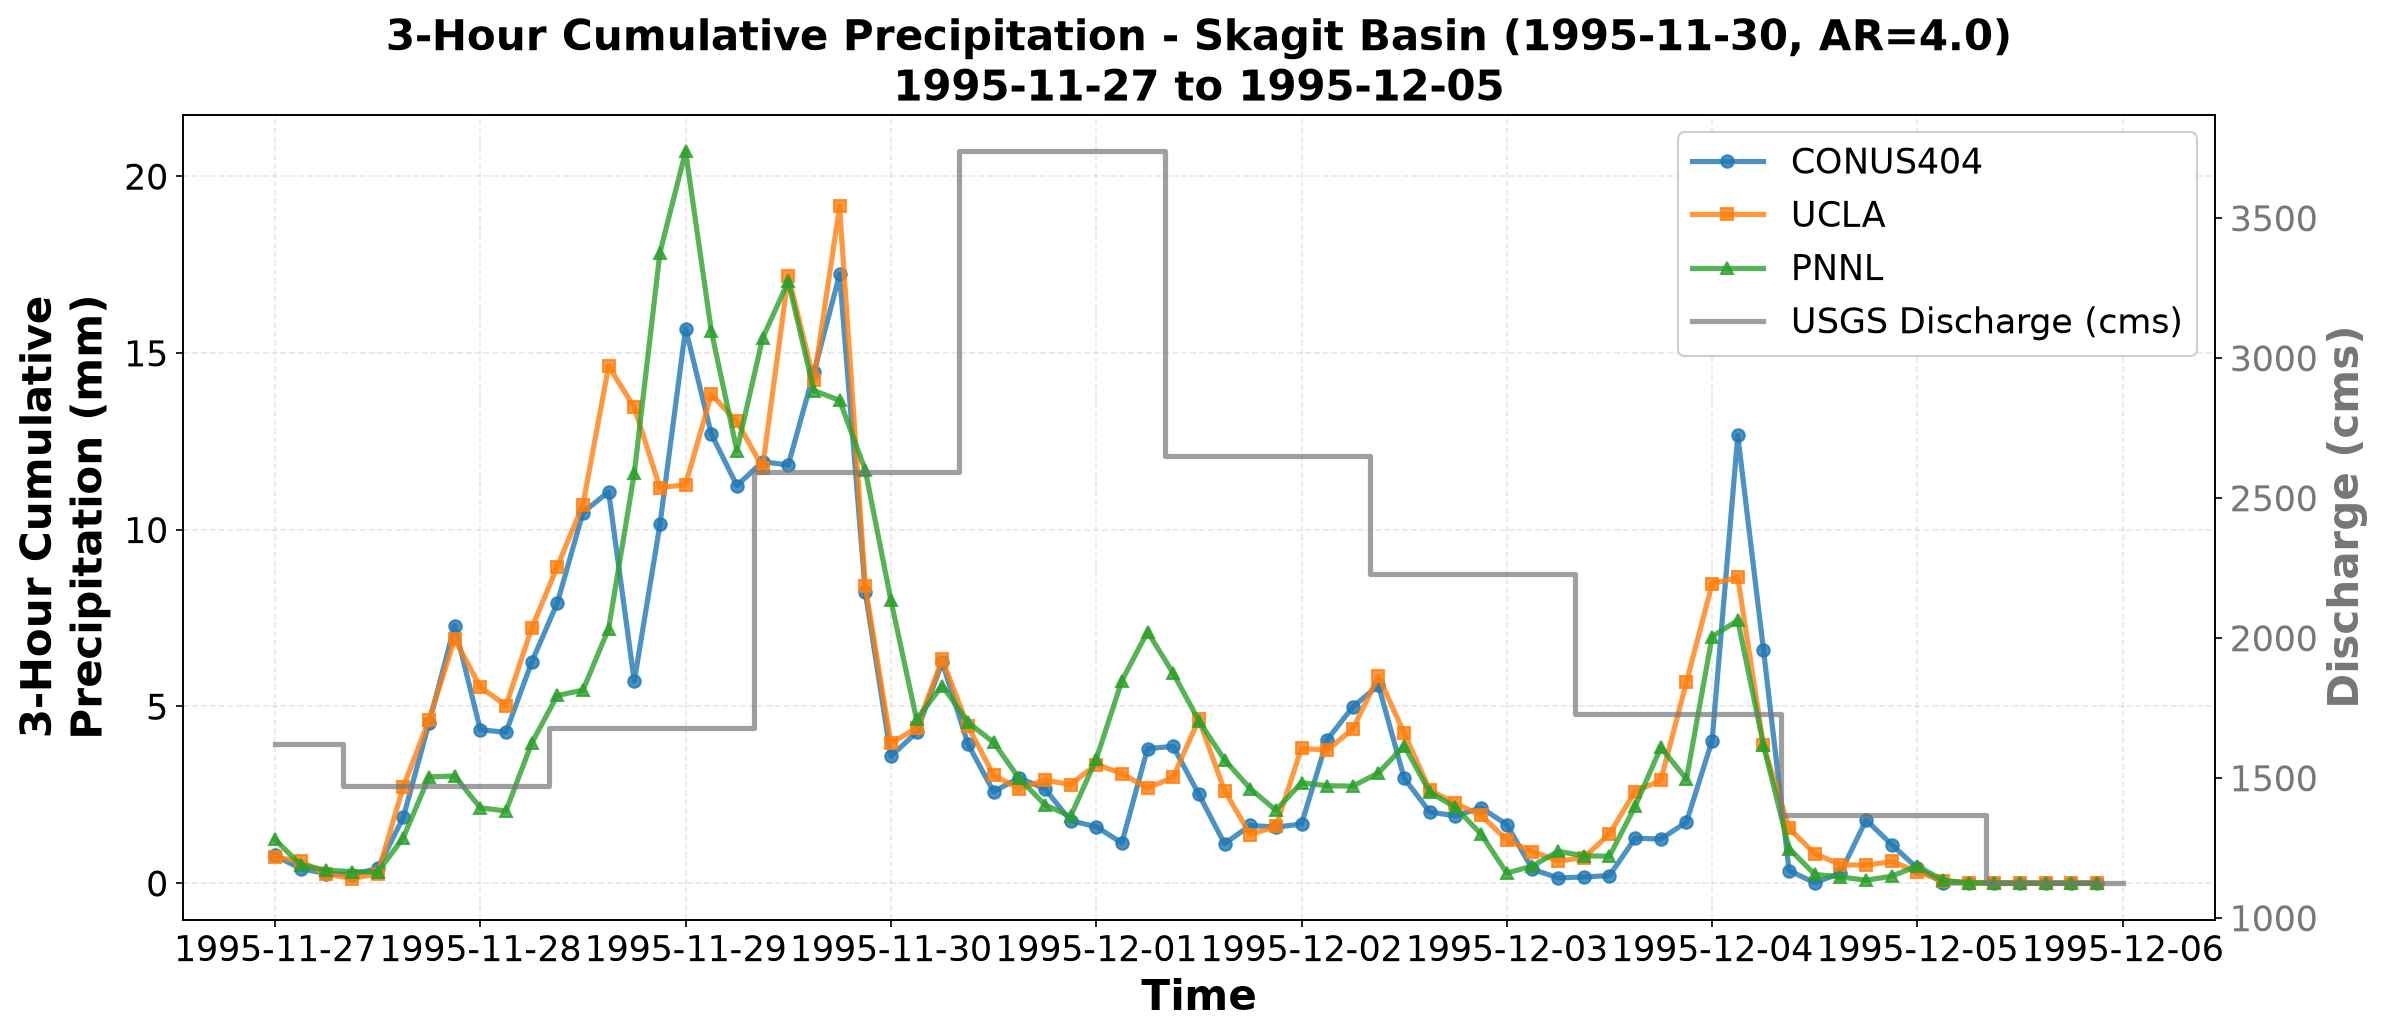 3-Hour Cumulative Precipitation - Skagit Basin (1995-11-30, AR=4.0)
1995-11-27 to 1995-12-05
3-Hour Cumulative
Precipitation (mm)
20
15
10
5
0
CONUS404
UCLA
PNNL
USGS Discharge (cms)
3500
3000
2500
2000
1500
1000
Discharge (cms)
1995-11-27 1995-11-28 1995-11-29 1995-11-30 1995-12-01 1995-12-02 1995-12-03 1995-12-04 1995-12-05 1995-12-06
Time